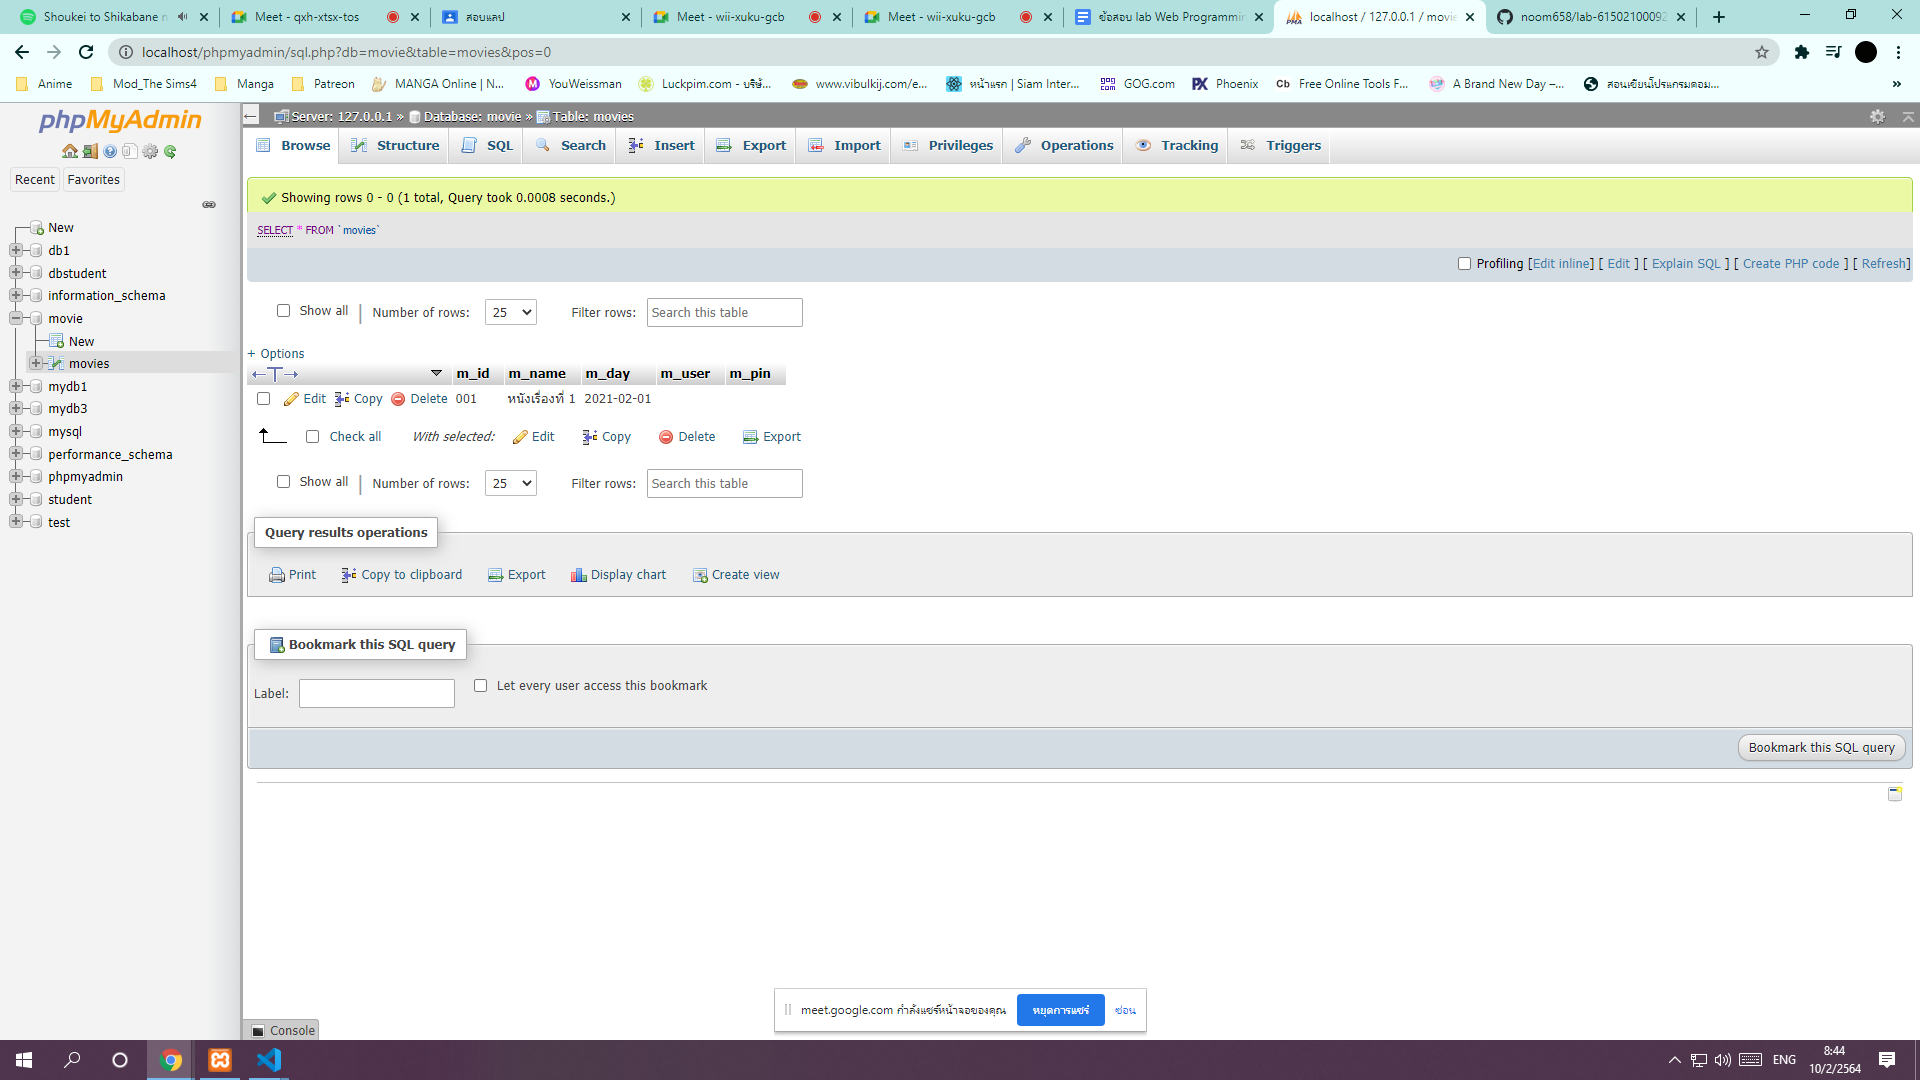 Shoukei to Shikabane n
Meet - qxh-xtsx-tos
สอบแลป
Meet - wii-xuku-gcb
Meet - wii-xuku-gcb
ข้อสอบ lab Web Programmin
localhost / 127.0.0.1 / movie
noom658/lab-61502100092
localhost/phpmyadmin/sql.php?db=movie&table=movies&pos=0
Anime
Mod_The Sims4
Manga
Patreon
MANGA Online | N...
YouWeissman
Luckpim.com - บริษั...
www.vibulkij.com/e...
หน้าแรก | Siam Inter...
GOG.com
Phoenix
Cb Free Online Tools F...
A Brand New Day –...
สอนเขียนโปรแกรมคอม...
»
phpMyAdmin
Recent Favorites
New
db1
dbstudent
information_schema
movie
New
movies
mydb1
mydb3
mysql
performance_schema
phpmyadmin
student
test
Server: 127.0.0.1 » Database: movie » Table: movies
Browse Structure SQL Search Insert Export Import Privileges Operations Tracking Triggers
Showing rows 0 - 0 (1 total, Query took 0.0008 seconds.)
SELECT * FROM `movies`
Profiling [Edit inline] [ Edit ] [ Explain SQL ] [ Create PHP code ] [ Refresh]
Show all | Number of rows: 25 Filter rows: Search this table
+ Options
m_id m_name m_day m_user m_pin
Edit Copy Delete 001 หนังเรื่องที่ 1 2021-02-01
Check all With selected: Edit Copy Delete Export
Show all | Number of rows: 25 Filter rows: Search this table
Query results operations
Print Copy to clipboard Export Display chart Create view
Bookmark this SQL query
Label: Let every user access this bookmark
Bookmark this SQL query
meet.google.com กำลังแชร์หน้าจอของคุณ หยุดการแชร์ ซ่อน
Console
ENG
8:44
10/2/2564